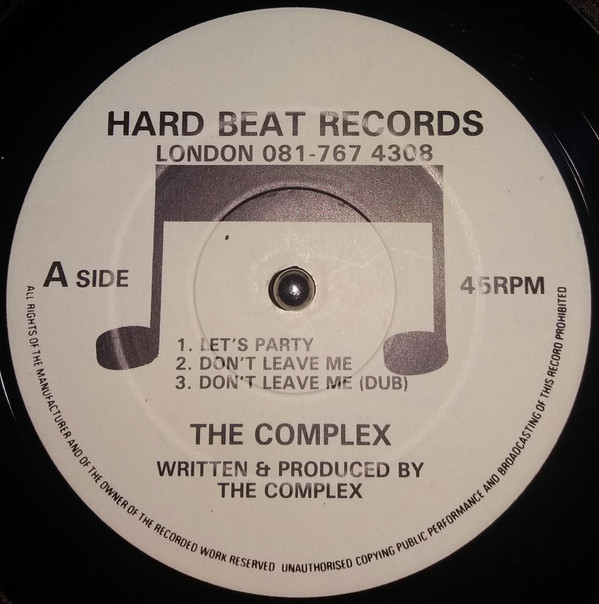 HARD BEAT RECORDS
LONDON 081-767 4308
A SIDE
45RPM
1. LET'S PARTY
2. DON'T LEAVE ME
3. DON'T LEAVE ME (DUB)
THE COMPLEX
WRITTEN & PRODUCED BY
THE COMPLEX
ALL RIGHTS OF THE MANUFACTURER AND OF THE OWNER OF THE RECORDED WORK RESERVED UNAUTHORISED COPYING PUBLIC PERFORMANCE AND BROADCASTING OF THIS RECORD PROHIBITED